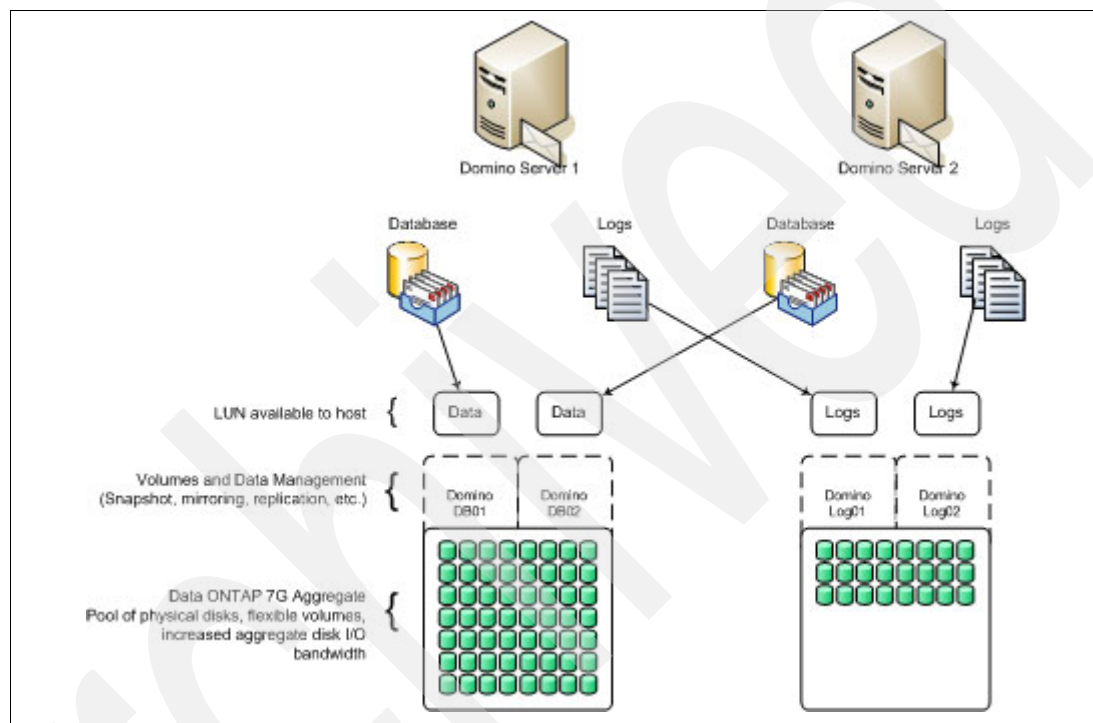 Domino Server 1
Domino Server 2
Database
Logs
Database
Logs
LUN available to host
Data
Data
Logs
Logs
Volumes and Data Management
(Snapshot, mirroring, replication, etc.)
Domino
DB01
Domino
DB02
Domino
Log01
Domino
Log02
Data ONTAP 7G Aggregate
Pool of physical disks, flexible volumes,
increased aggregate disk I/O
bandwidth